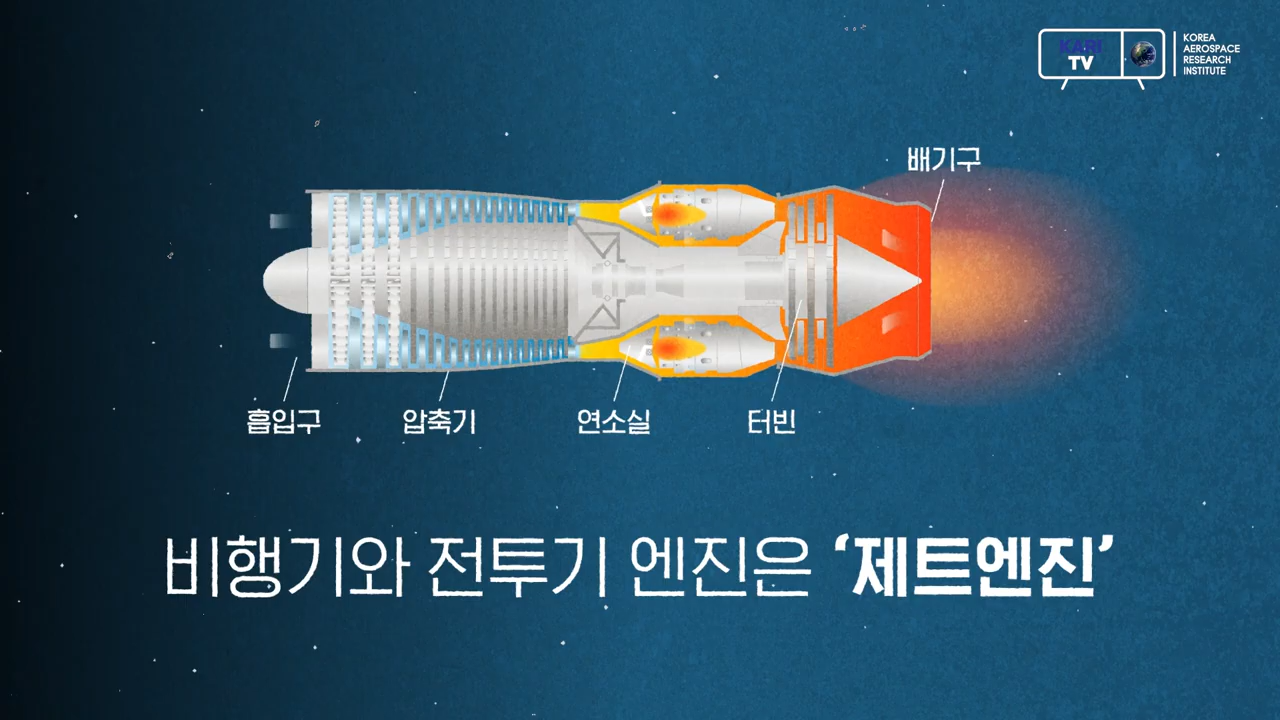 KARI
TV
KOREA
AEROSPACE
RESEARCH
INSTITUTE
배기구
흡입구
압축기
연소실
터빈
비행기와 전투기 엔진은 ‘제트엔진’